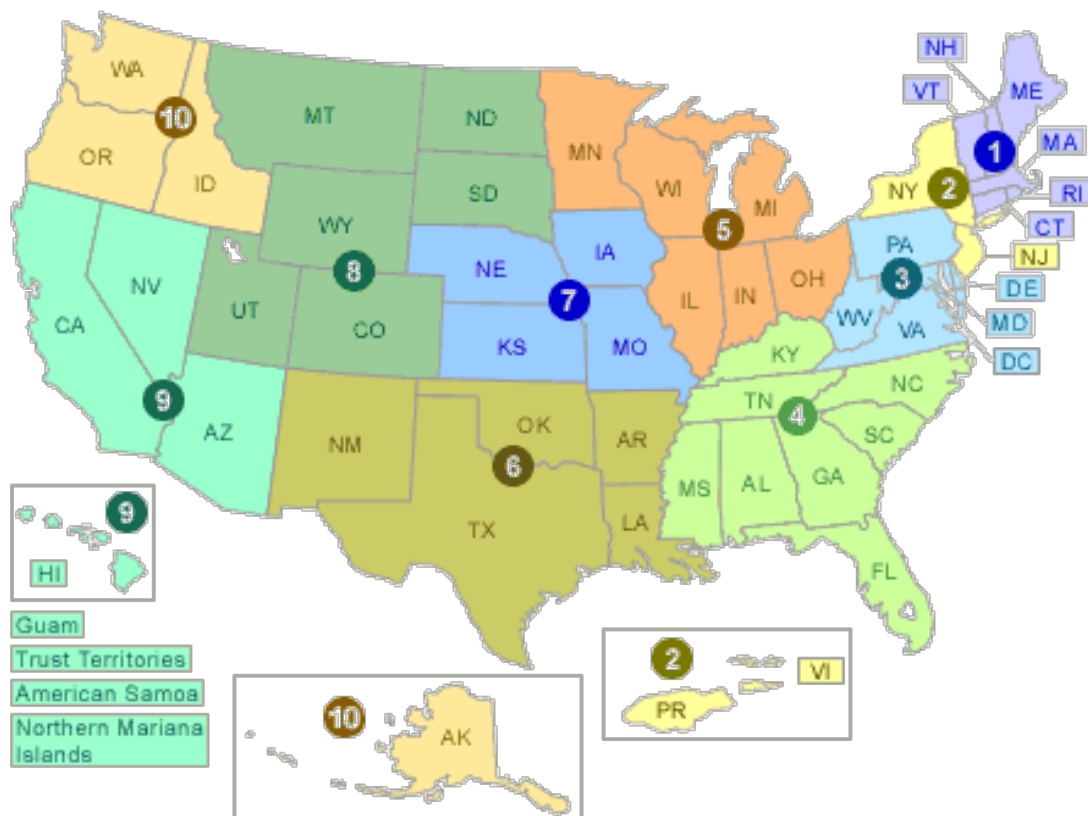 NH
WA
VT
ME
MT
ND
10
MN
MA
OR
1
WI
ID
SD
NY
2
RI
MI
WY
5
CT
PA
IA
NJ
8
NE
3
NV
OH
DE
7
IL
IN
UT
WV
MD
CA
CO
VA
KS
MO
KY
DC
NC
9
TN
4
AZ
OK
SC
NM
AR
6
GA
MS
AL
9
TX
LA
HI
FL
Guam
Trust Territories
2
VI
American Samoa
PR
10
Northern Mariana
Islands
AK